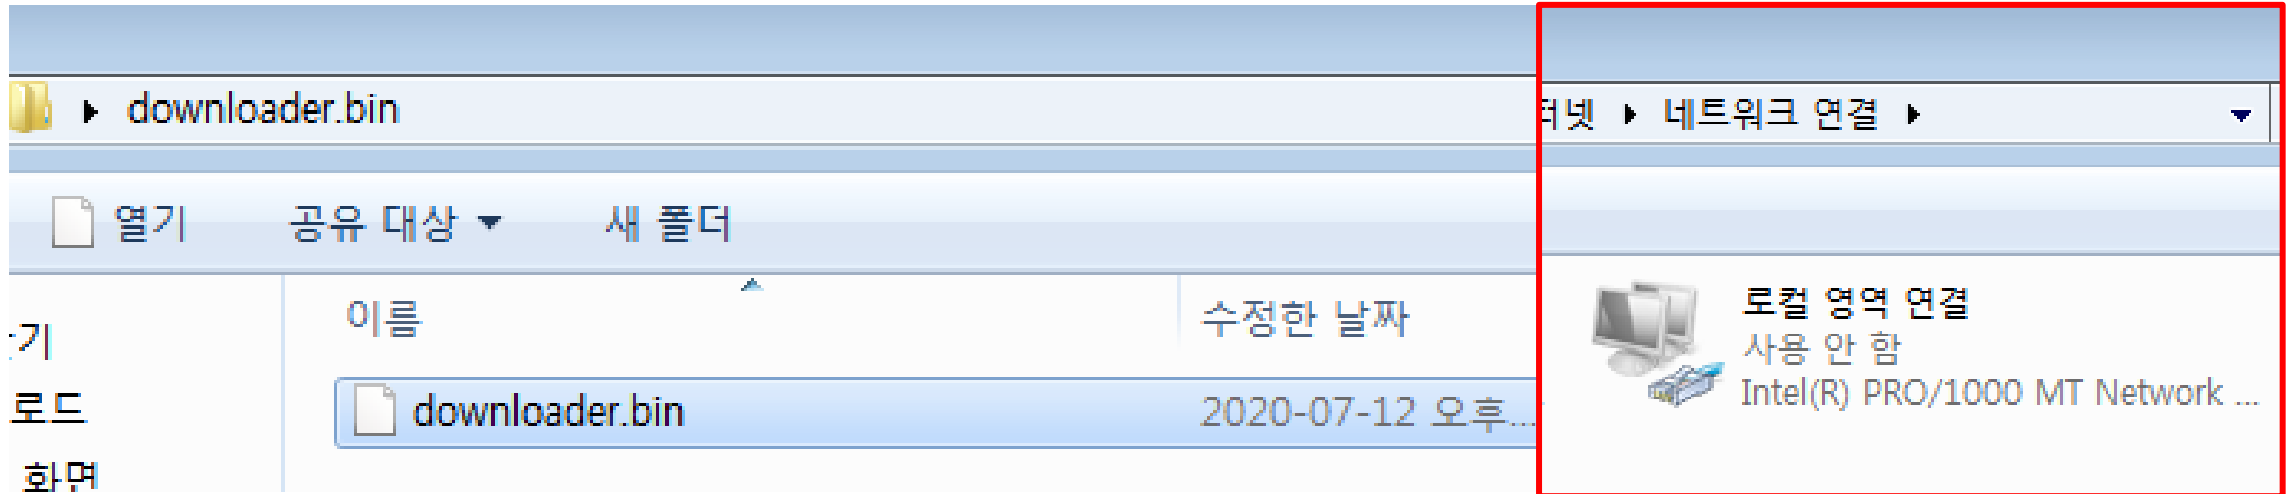 downloader.bin
열기 공유 대상 새 폴더
이름 수정한 날짜
기
로드
화면
downloader.bin 2020-07-12 오후...
터넷 네트워크 연결
로컬 영역 연결
사용 안 함
Intel(R) PRO/1000 MT Network ...